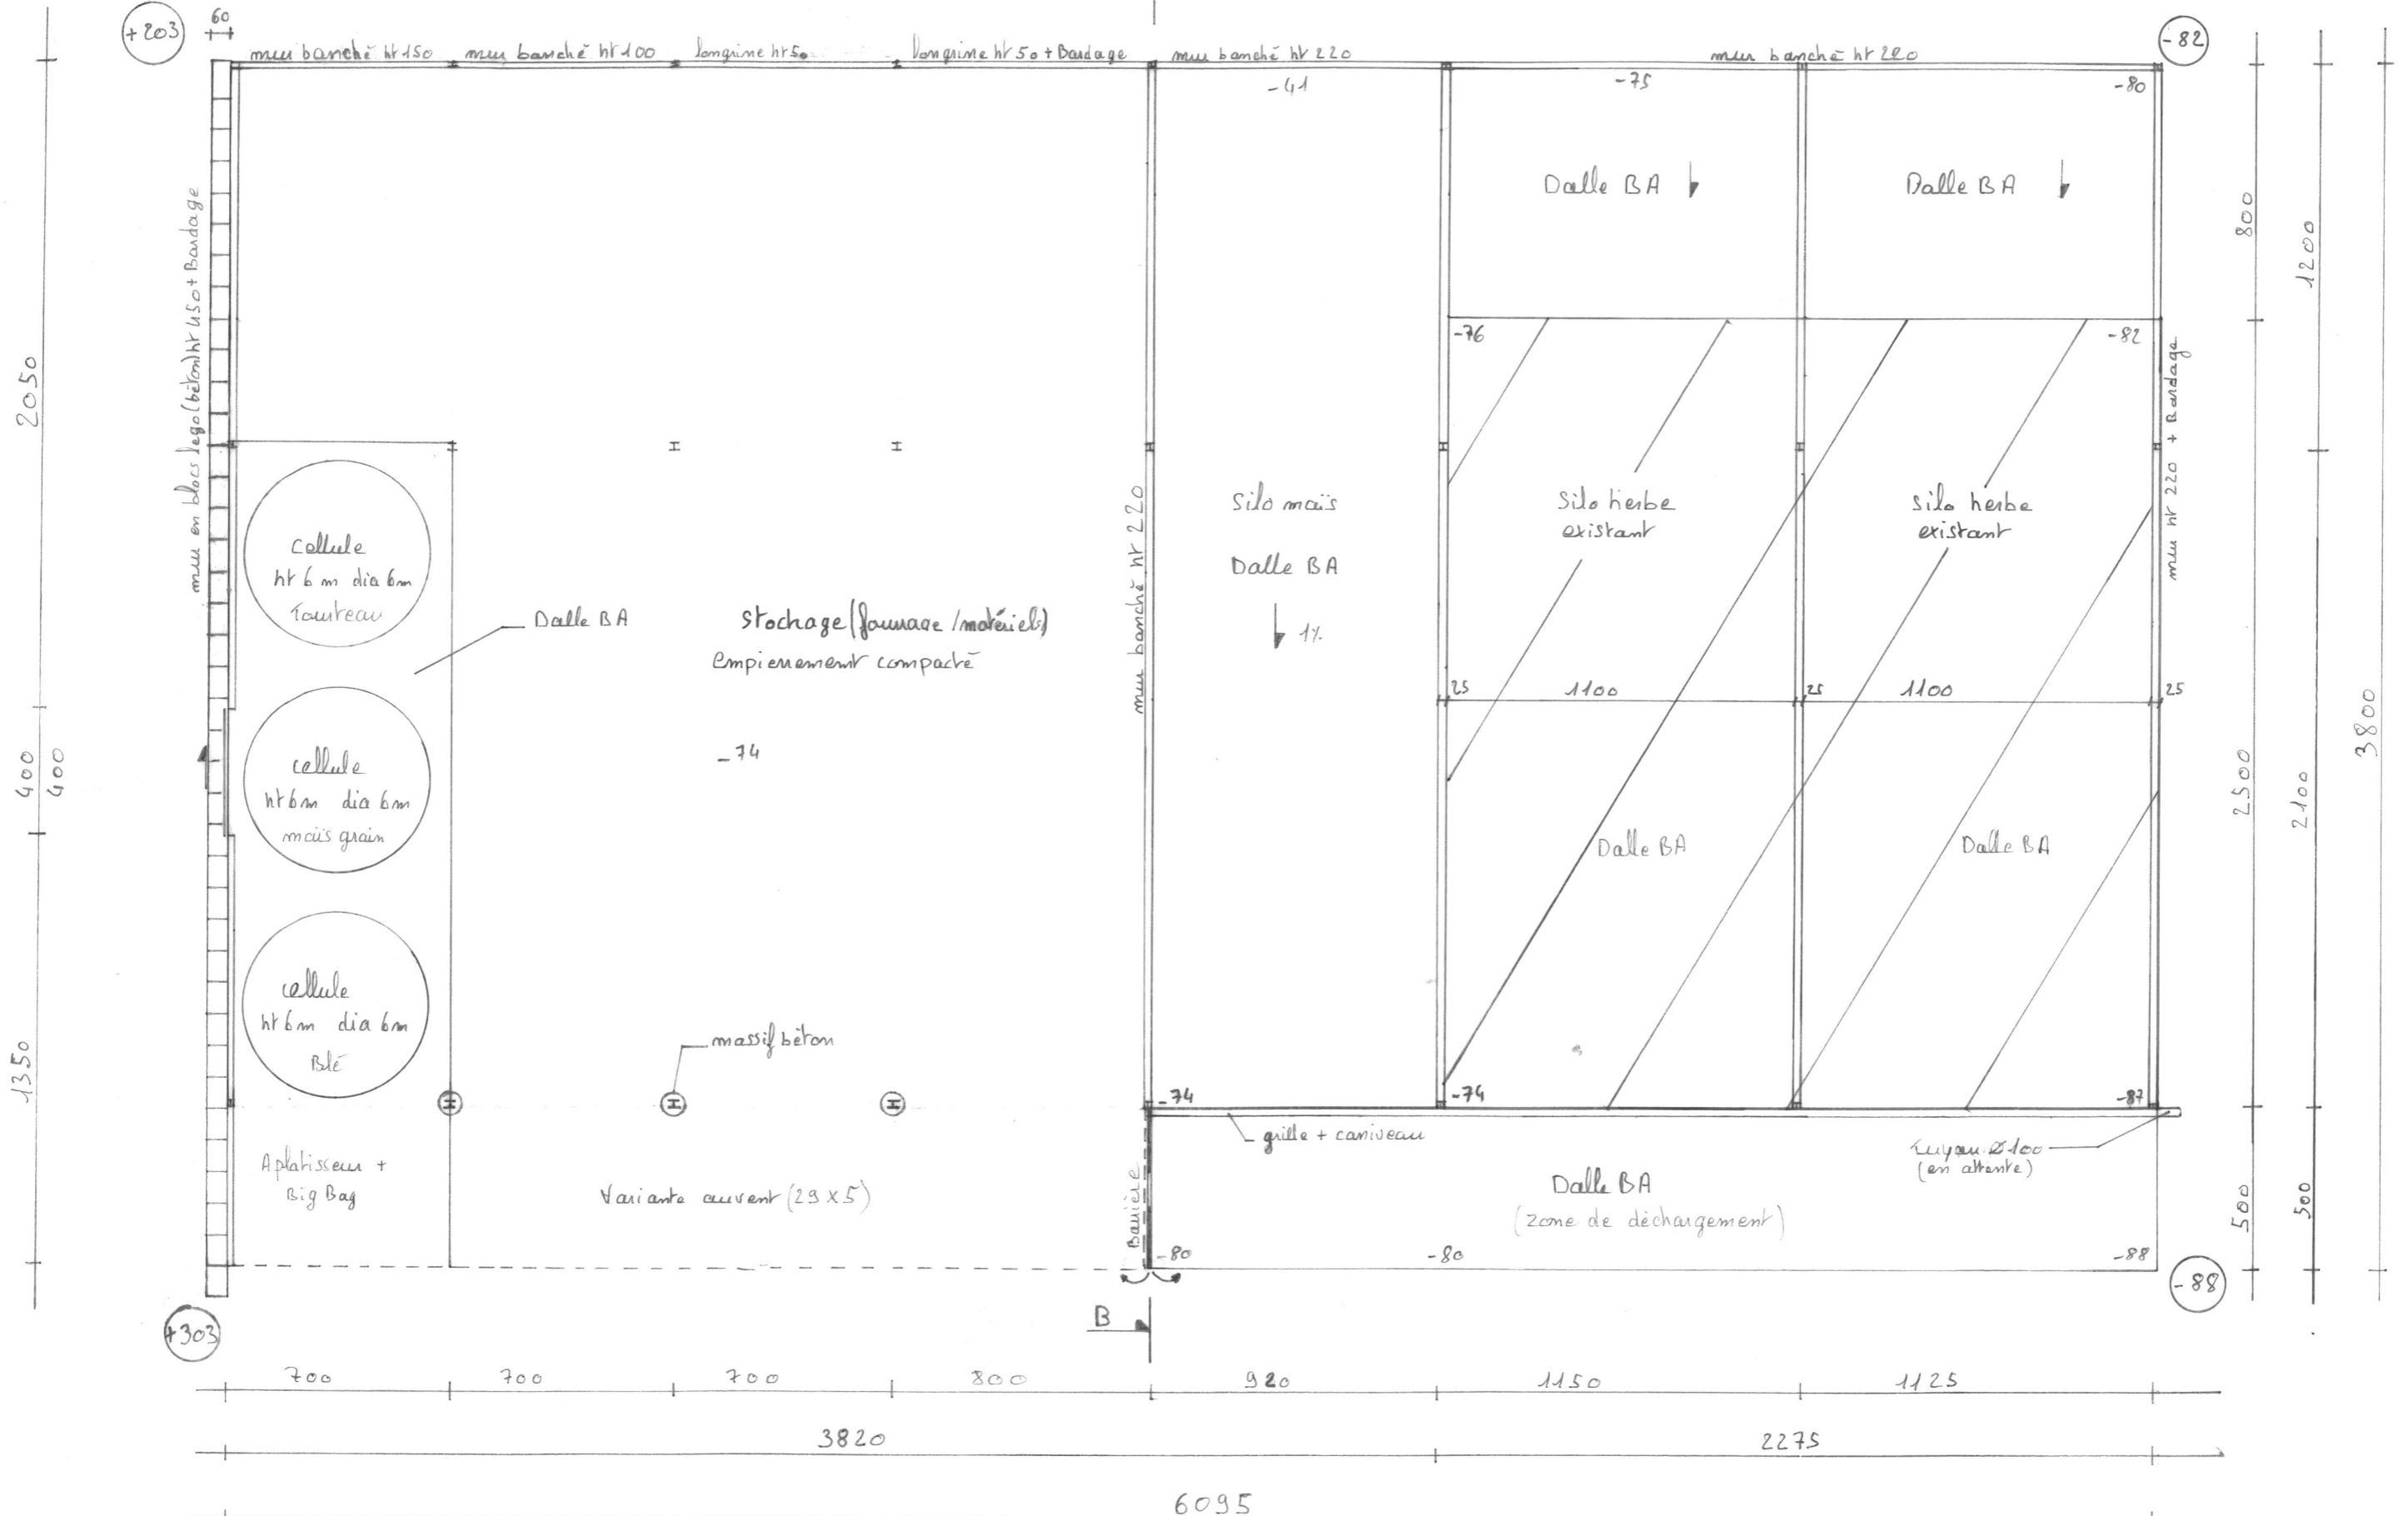 +203
60
-82
mur banché ht 150
mur banché ht 100
longrine ht 50
longrine ht 50 + Bardage
mur banché ht 220
mur banché ht 220
-41
-75
-80
Dalle BA
Dalle BA
800
1200
mur en blocs lego (béton) ht 450 + Bardage
2050
-76
-82
mur ht 220 + Bardage
cellule
ht 6 m dia 6m
Tourteau
Dalle BA
Stockage (fourrage / matériels)
Empierrement compacté
mur banché ht 220
Silo maïs
Dalle BA
1%
Silo herbe
existant
Silo herbe
existant
25
1100
25
1100
25
3800
-74
400
400
cellule
ht 6m dia 6m
maïs grain
2500
2100
Dalle BA
Dalle BA
cellule
ht 6m dia 6m
Blé
massif béton
1350
-74
-74
-87
grille + caniveau
Tuyau Ø100
(en attente)
Aplatisseur +
Big Bag
Variante auvent (29 x 5)
Barrière
Dalle BA
(zone de déchargement)
500
500
-80
-80
-88
-88
+303
B
700
700
700
800
920
1150
1125
3820
2275
6095